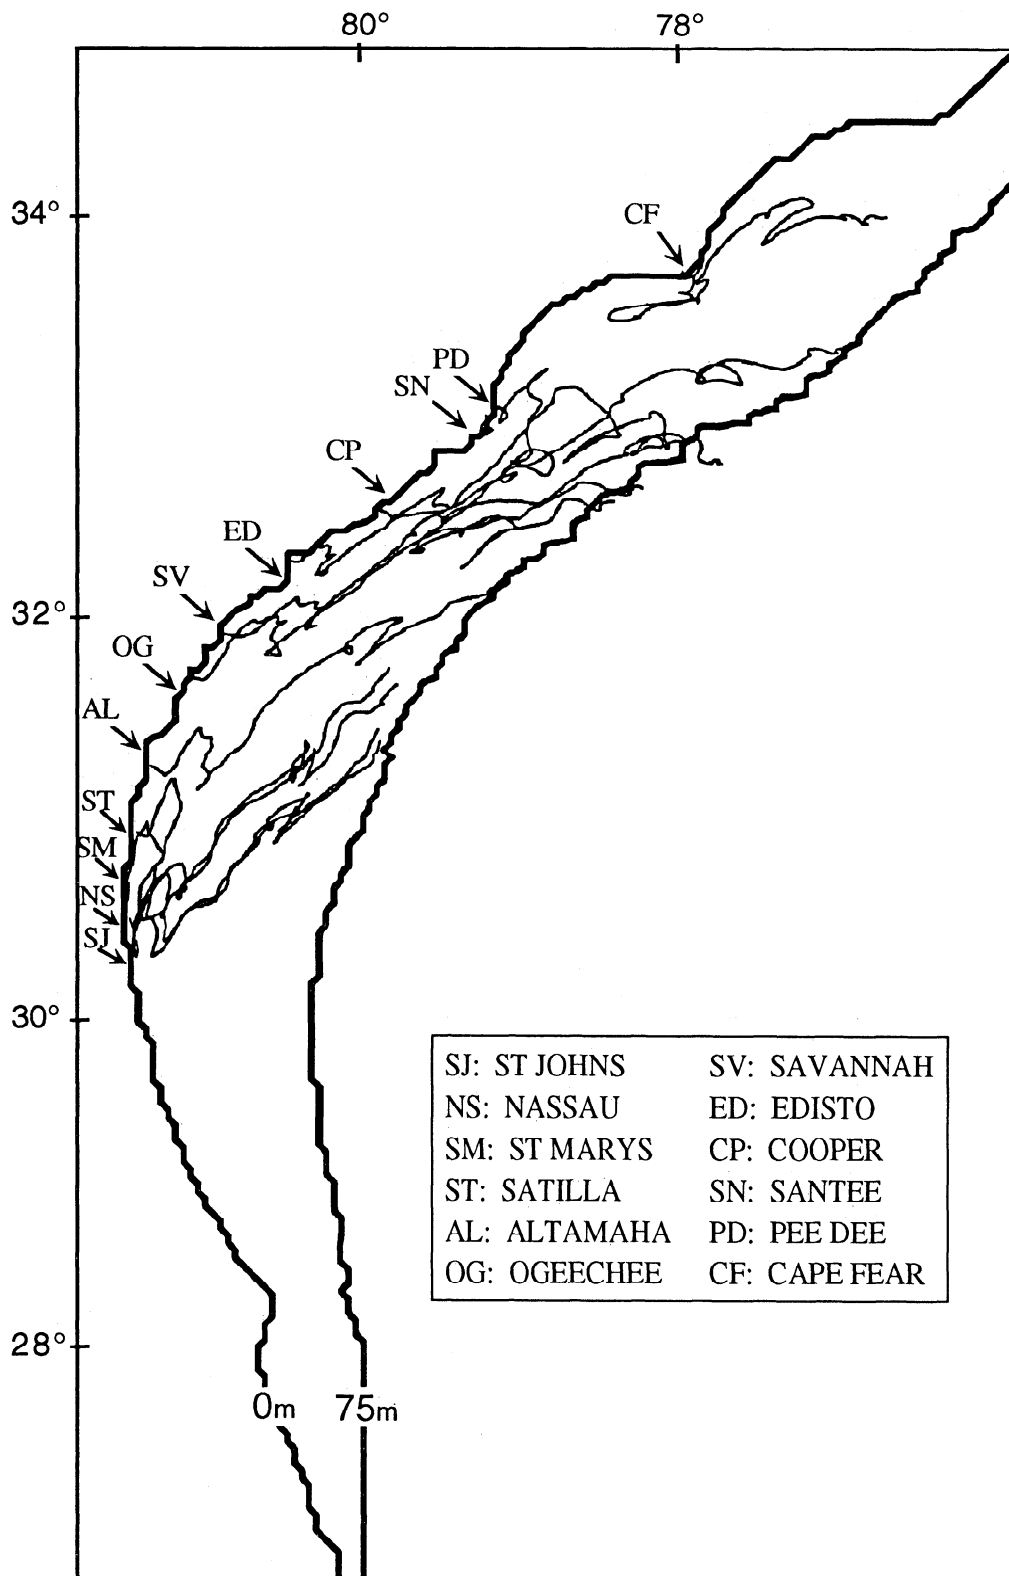 80° 78°
34°
CF
PD
SN
CP
ED
SV
32°
OG
AL
ST
SM
NS
SJ
30°
SJ: ST JOHNS SV: SAVANNAH
NS: NASSAU ED: EDISTO
SM: ST MARYS CP: COOPER
ST: SATILLA SN: SANTEE
AL: ALTAMAHA PD: PEE DEE
OG: OGEECHEE CF: CAPE FEAR
28°
0m 75m